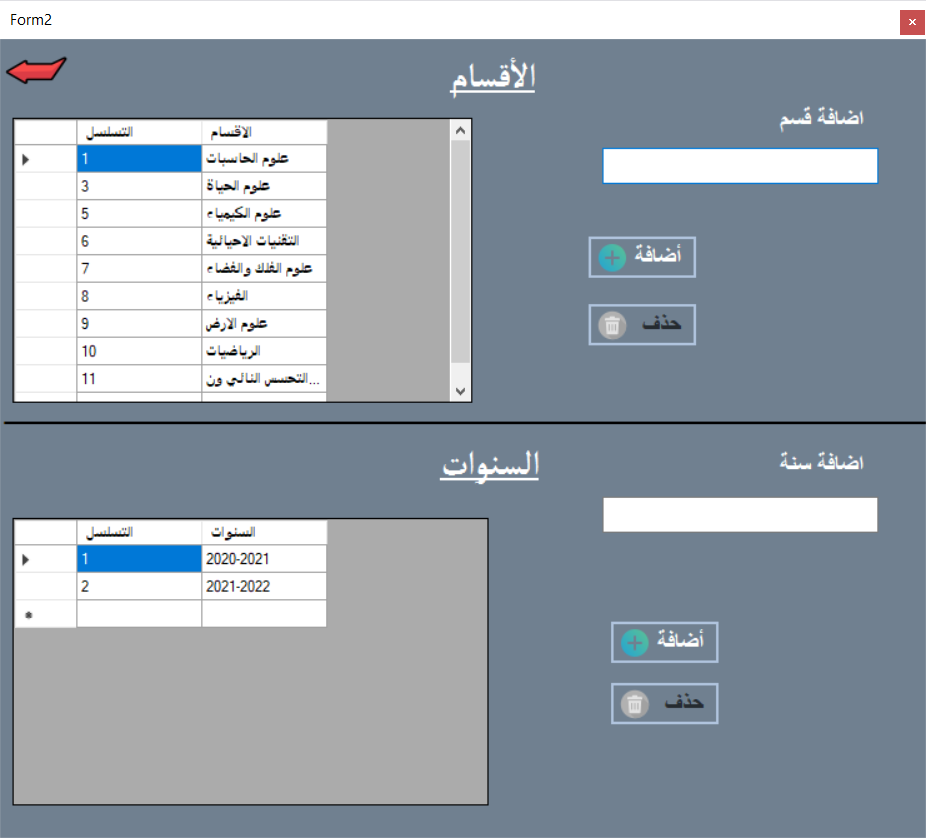 Form2
الأقسام
اضافة قسم
التسلسل الاقسام
1 علوم الحاسبات
3 علوم الحياة
5 علوم الكيمياء
6 التقنيات الاحيائية
7 علوم الفلك والفضاء
8 الفيزياء
9 علوم الارض
10 الرياضيات
11 التحسس النائي ون...
أضافة
حذف
السنوات
اضافة سنة
التسلسل السنوات
1 2020-2021
2 2021-2022
أضافة
حذف